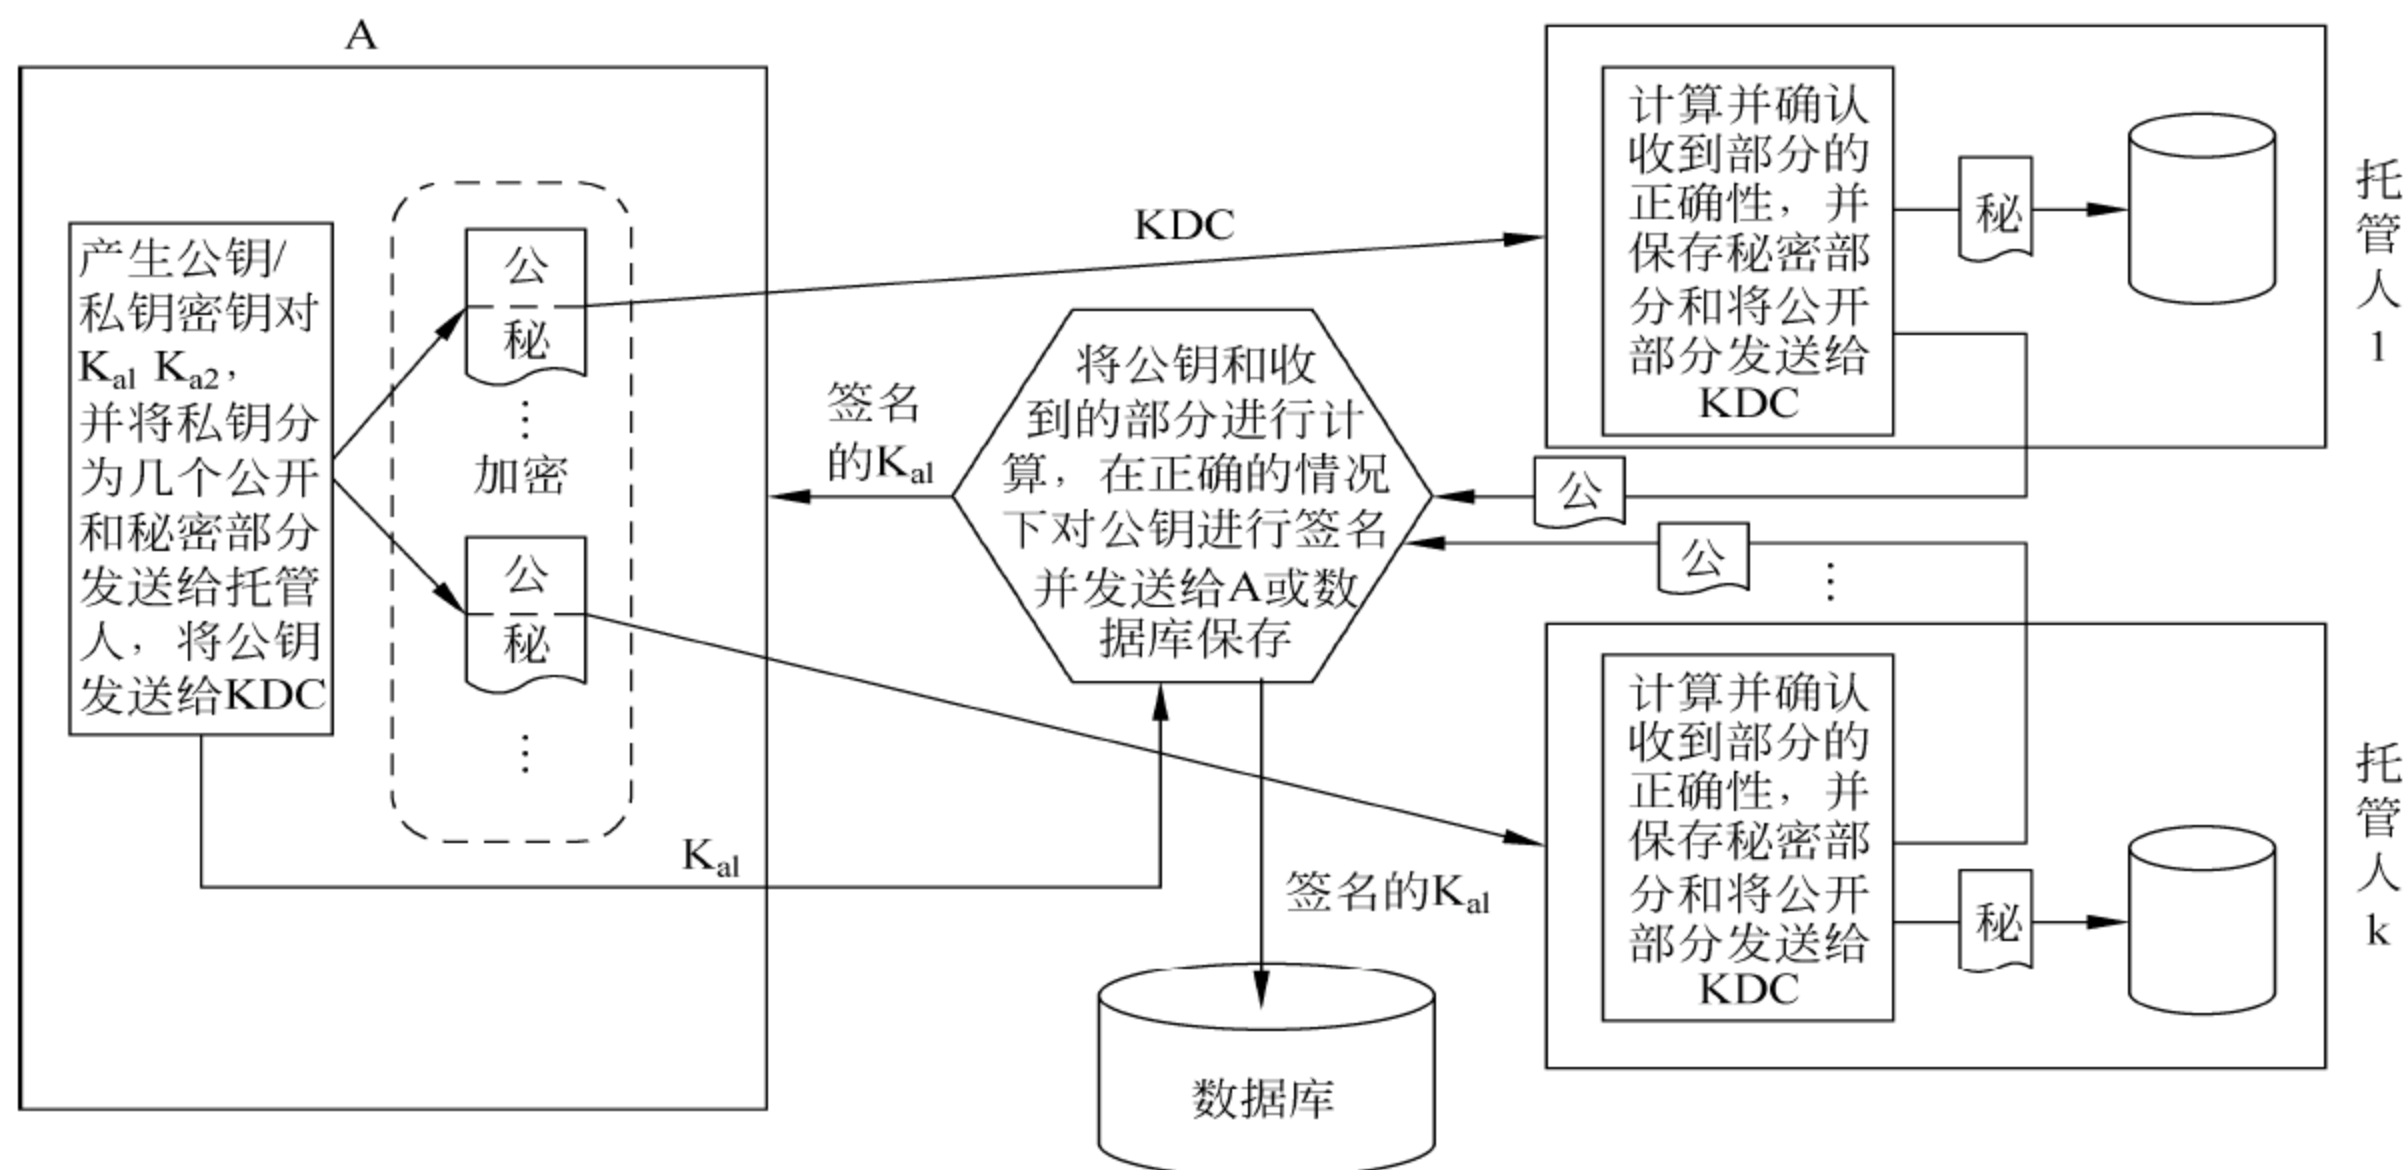 A
产生公钥/
私钥密钥对
Kal Ka2，
并将私钥分
为几个公开
和秘密部分
发送给托管
人，将公钥
发送给KDC
公
秘
⋮
加密
公
秘
⋮
Kal
KDC
签名
的Kal
将公钥和收
到的部分进行计
算，在正确的情况
下对公钥进行签名
并发送给A或数
据库保存
签名的Kal
数据库
计算并确认
收到部分的
正确性，并
保存秘密部
分和将公开
部分发送给
KDC
秘
托
管
人
1
公
公
⋮
计算并确认
收到部分的
正确性，并
保存秘密部
分和将公开
部分发送给
KDC
秘
托
管
人
k